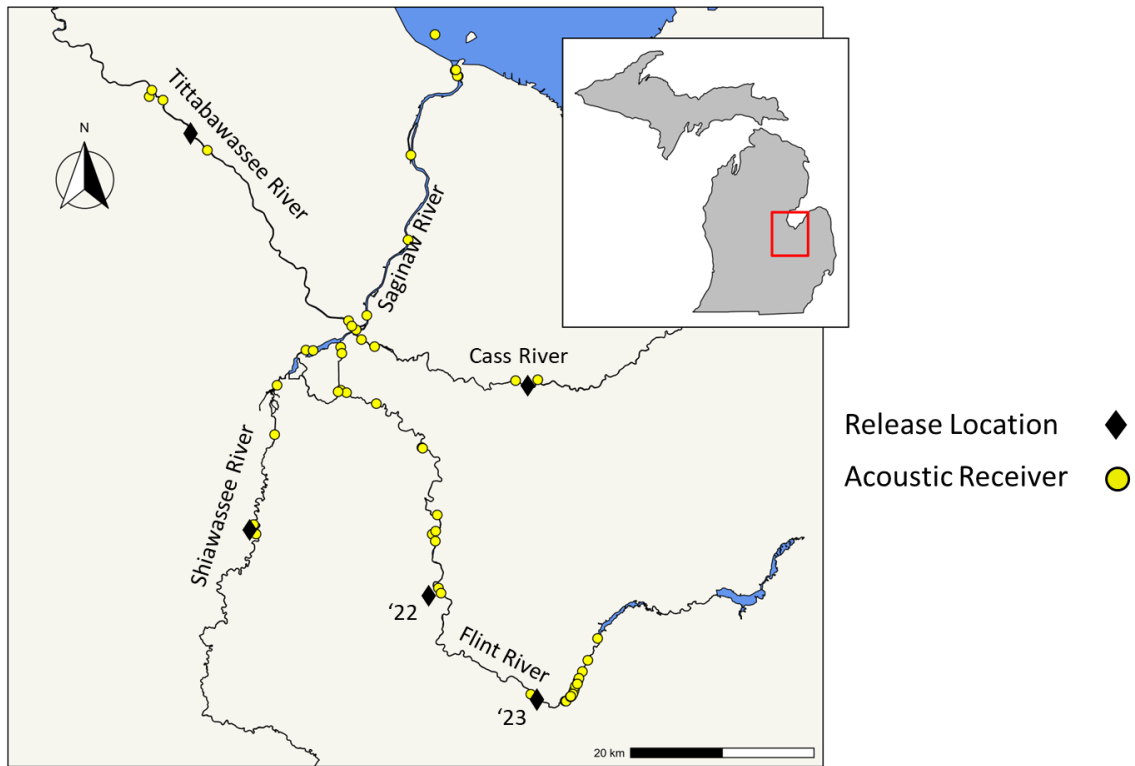 N
Tittabawassee River
Saginaw River
Cass River
Release Location
Acoustic Receiver
Shiawassee River
‘22
Flint River
‘23
20 km